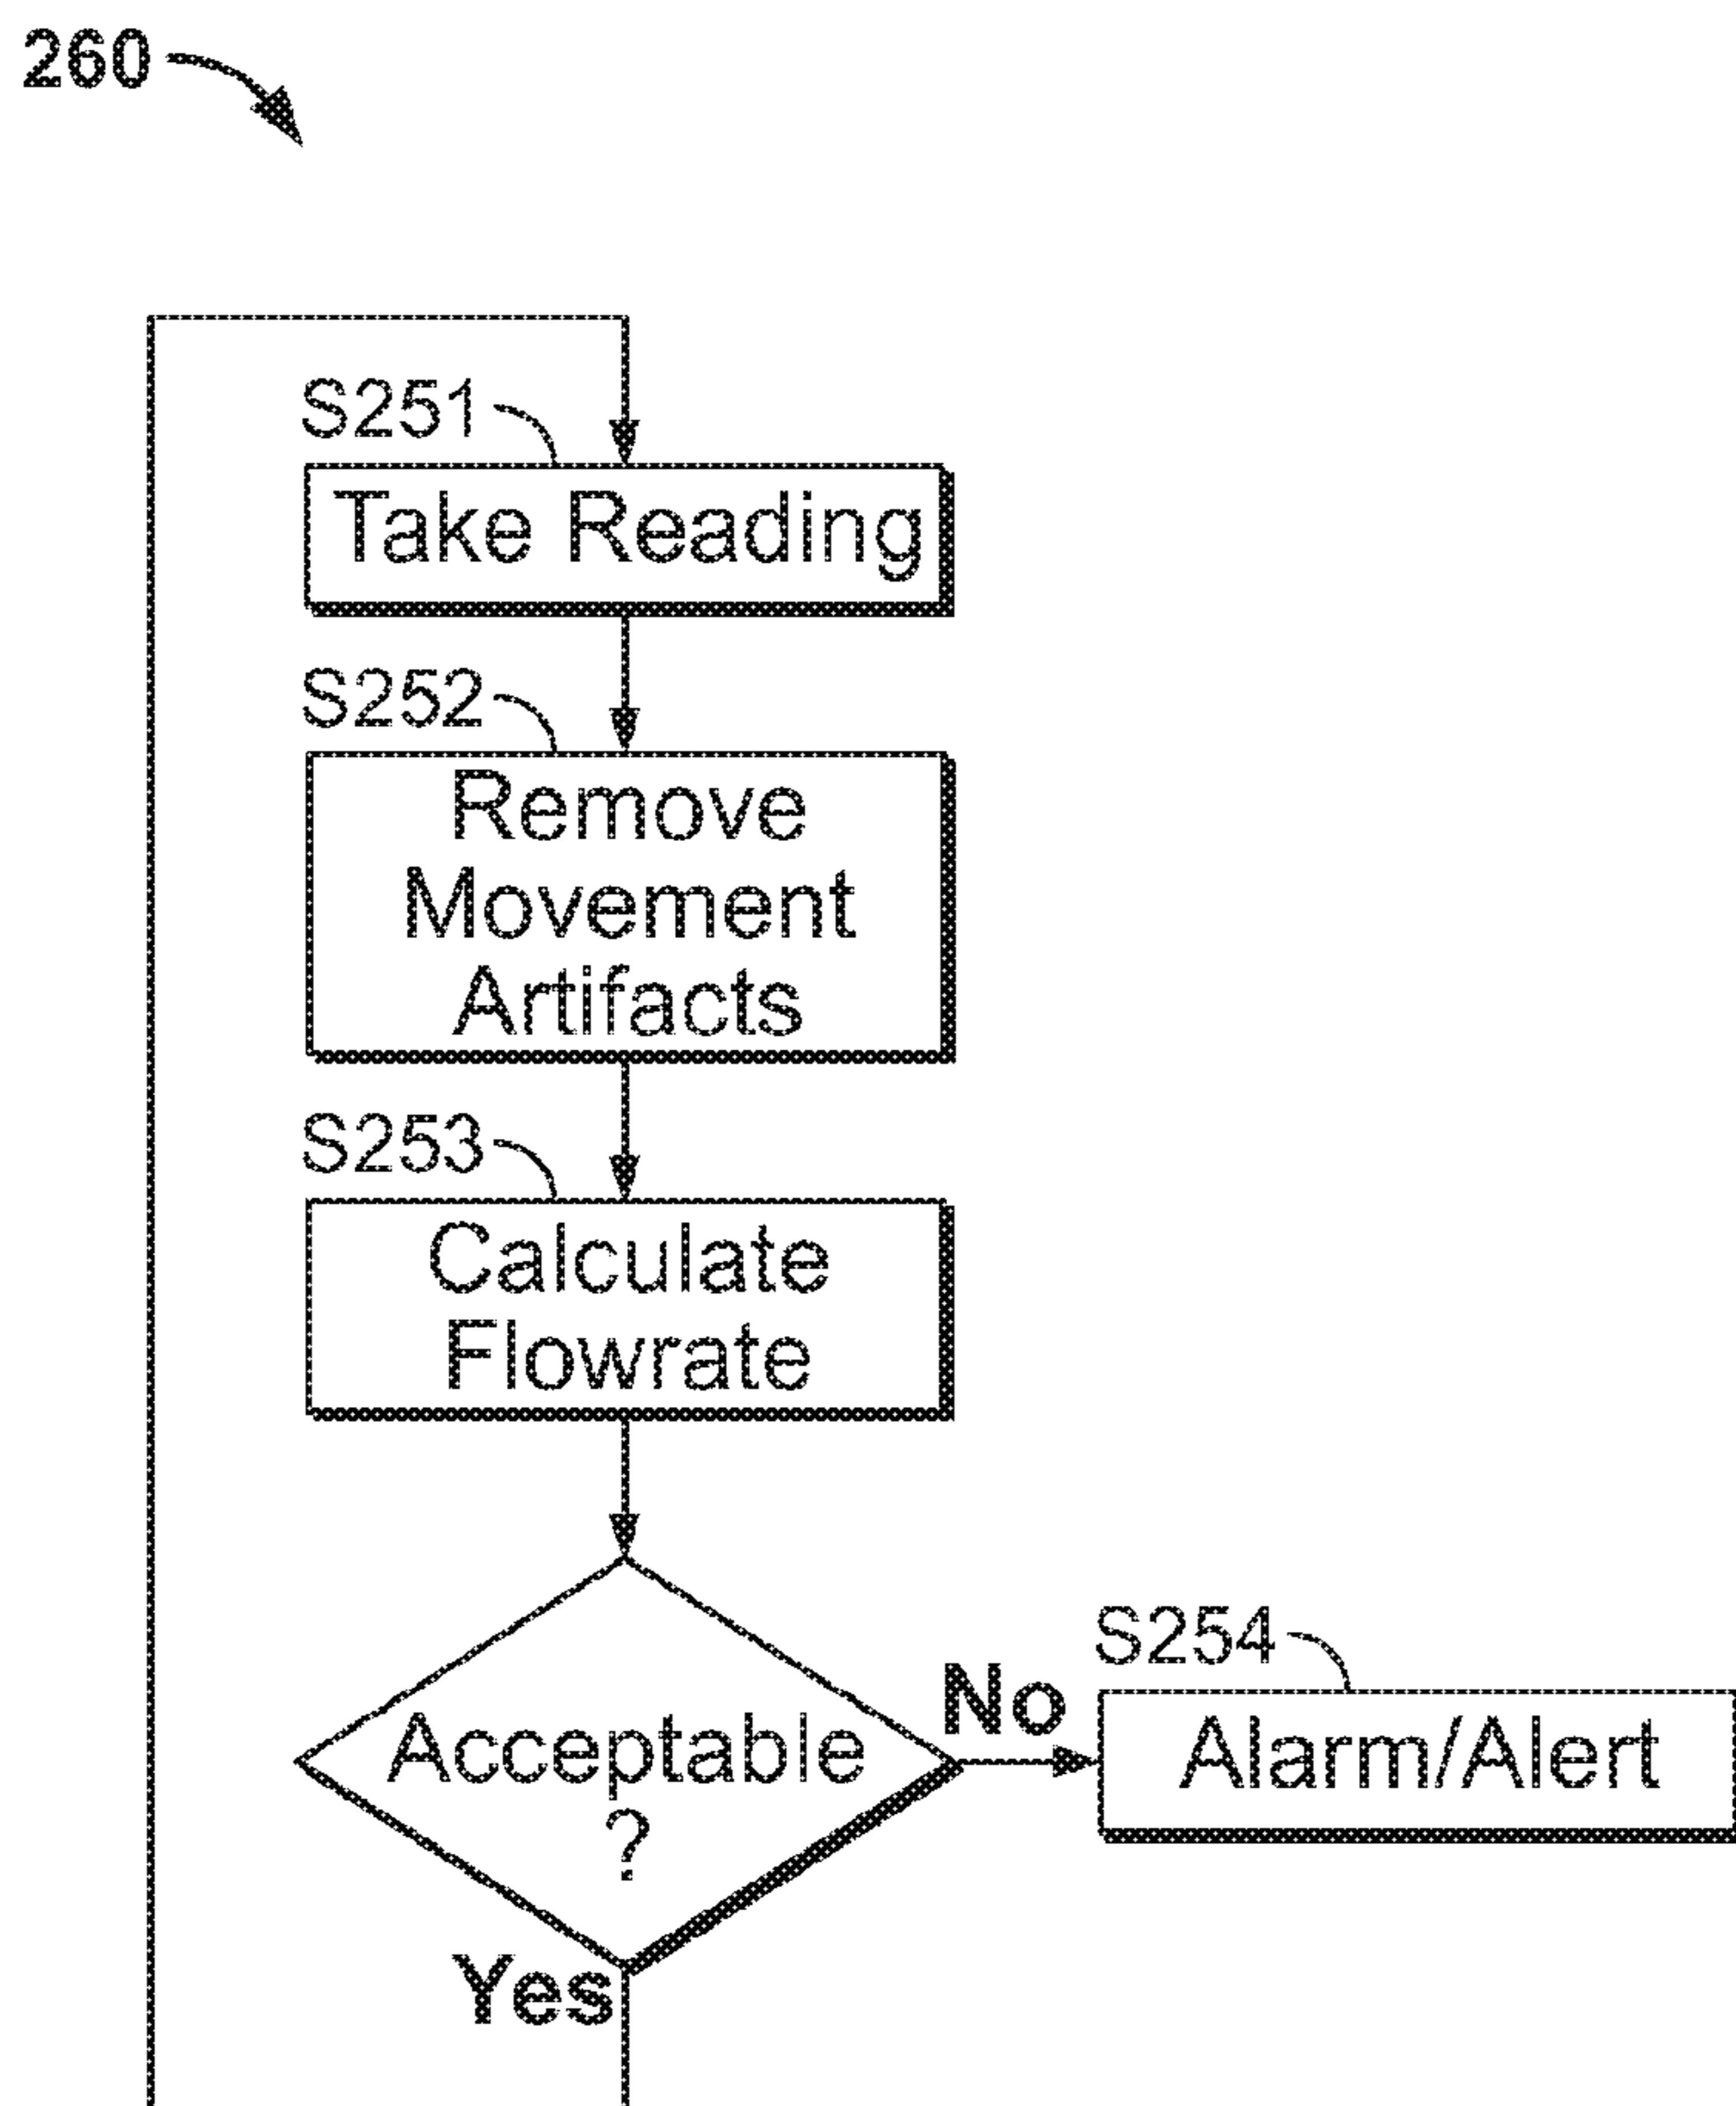 260
S251
Take Reading
S252
Remove
Movement
Artifacts
S253
Calculate
Flowrate
Acceptable
?
No
S254
Alarm/Alert
Yes